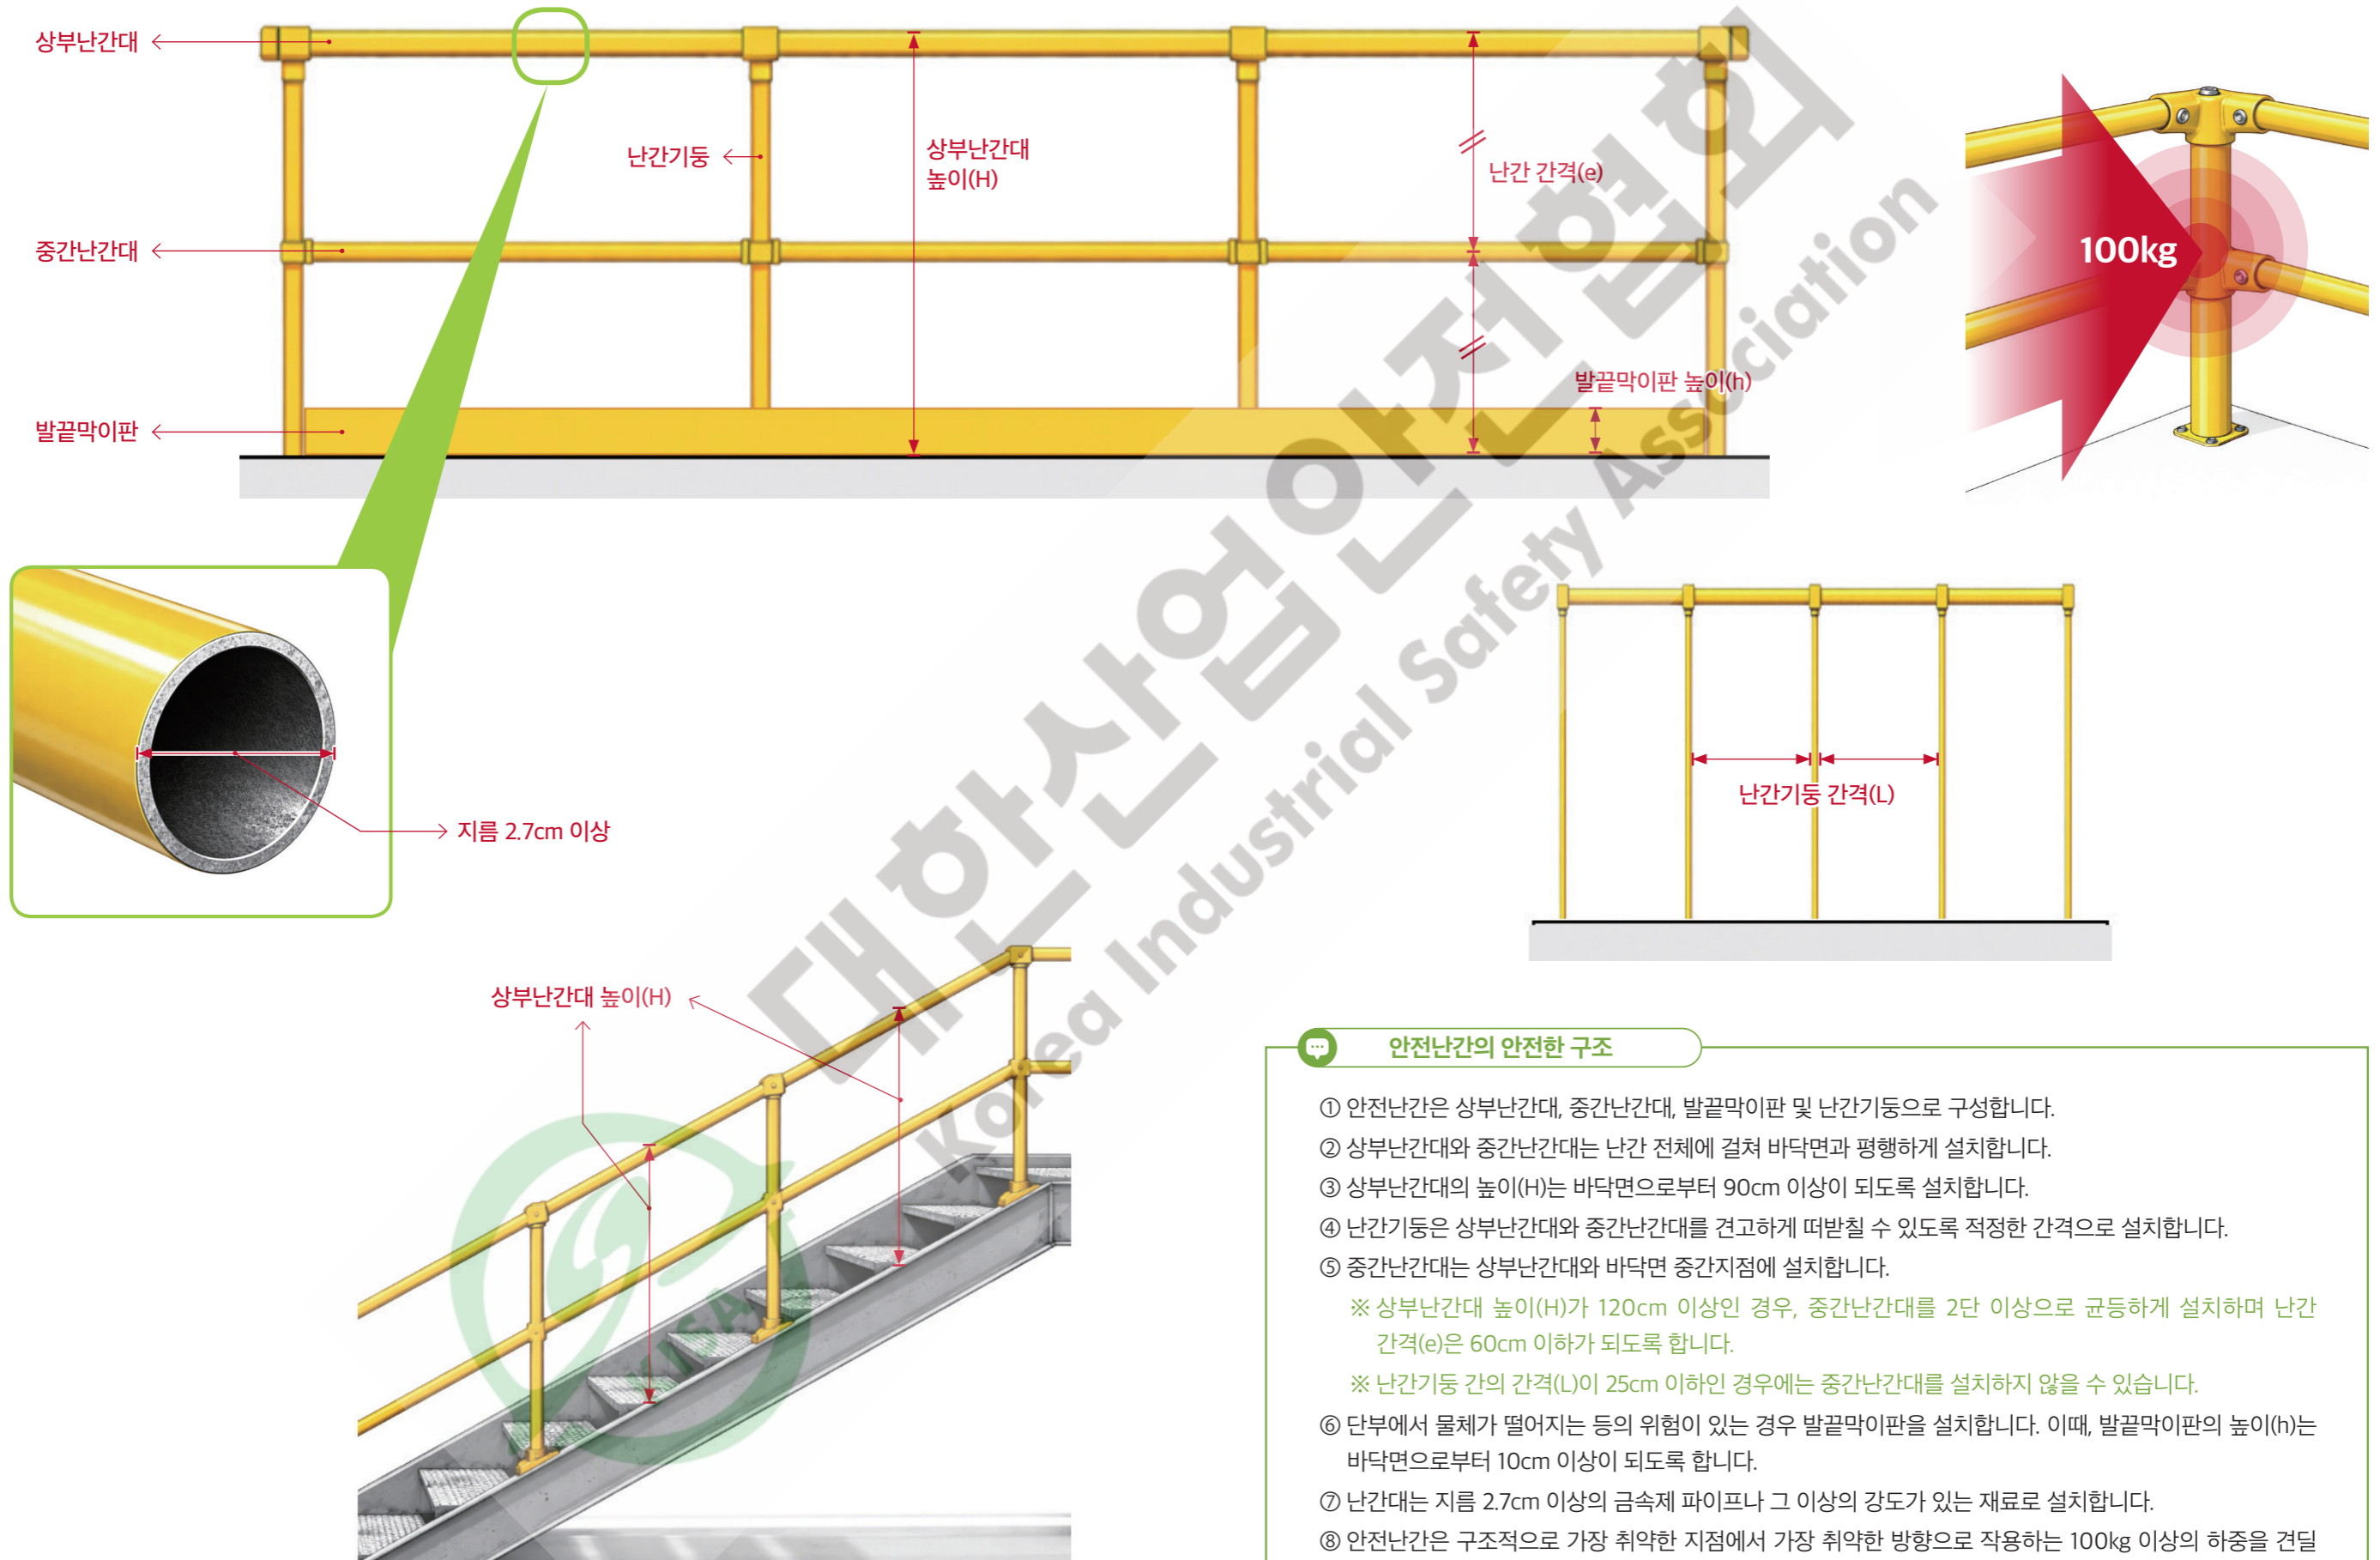 상부난간대
난간기둥
상부난간대
높이(H)
난간 간격(e)
중간난간대
100kg
발끝막이판 높이(h)
발끝막이판
지름 2.7cm 이상
난간기둥 간격(L)
상부난간대 높이(H)
대한산업안전협회
Korea Industrial Safety Association
KISA
안전난간의 안전한 구조
① 안전난간은 상부난간대, 중간난간대, 발끝막이판 및 난간기둥으로 구성합니다.
② 상부난간대와 중간난간대는 난간 전체에 걸쳐 바닥면과 평행하게 설치합니다.
③ 상부난간대의 높이(H)는 바닥면으로부터 90cm 이상이 되도록 설치합니다.
④ 난간기둥은 상부난간대와 중간난간대를 견고하게 떠받칠 수 있도록 적정한 간격으로 설치합니다.
⑤ 중간난간대는 상부난간대와 바닥면 중간지점에 설치합니다.
※ 상부난간대 높이(H)가 120cm 이상인 경우, 중간난간대를 2단 이상으로 균등하게 설치하며 난간
간격(e)은 60cm 이하가 되도록 합니다.
※ 난간기둥 간의 간격(L)이 25cm 이하인 경우에는 중간난간대를 설치하지 않을 수 있습니다.
⑥ 단부에서 물체가 떨어지는 등의 위험이 있는 경우 발끝막이판을 설치합니다. 이때, 발끝막이판의 높이(h)는
바닥면으로부터 10cm 이상이 되도록 합니다.
⑦ 난간대는 지름 2.7cm 이상의 금속제 파이프나 그 이상의 강도가 있는 재료로 설치합니다.
⑧ 안전난간은 구조적으로 가장 취약한 지점에서 가장 취약한 방향으로 작용하는 100kg 이상의 하중을 견딜